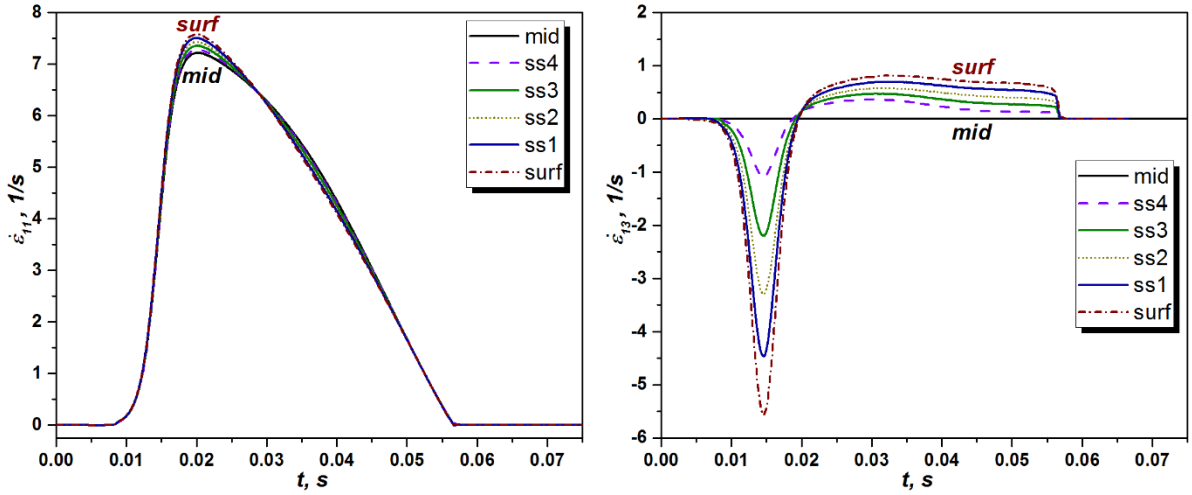 8
7
6
5
4
3
2
1
0
ε̇11, 1/s
surf
mid
mid
ss4
ss3
ss2
ss1
surf
0.00 0.01 0.02 0.03 0.04 0.05 0.06 0.07
t, s
2
1
0
-1
-2
-3
-4
-5
-6
ε̇13, 1/s
surf
mid
mid
ss4
ss3
ss2
ss1
surf
0.00 0.01 0.02 0.03 0.04 0.05 0.06 0.07
t, s